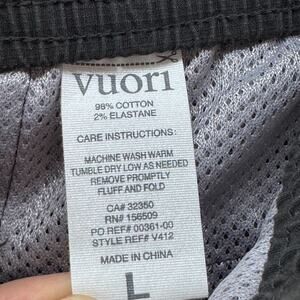 vuori
98% COTTON
2% ELASTANE
CARE INSTRUCTIONS:
MACHINE WASH WARM
TUMBLE DRY LOW AS NEEDED
REMOVE PROMPTLY
FLUFF AND FOLD
CA# 32350
RN# 156509
PO REF# 00361-00
STYLE REF# V412
MADE IN CHINA
L